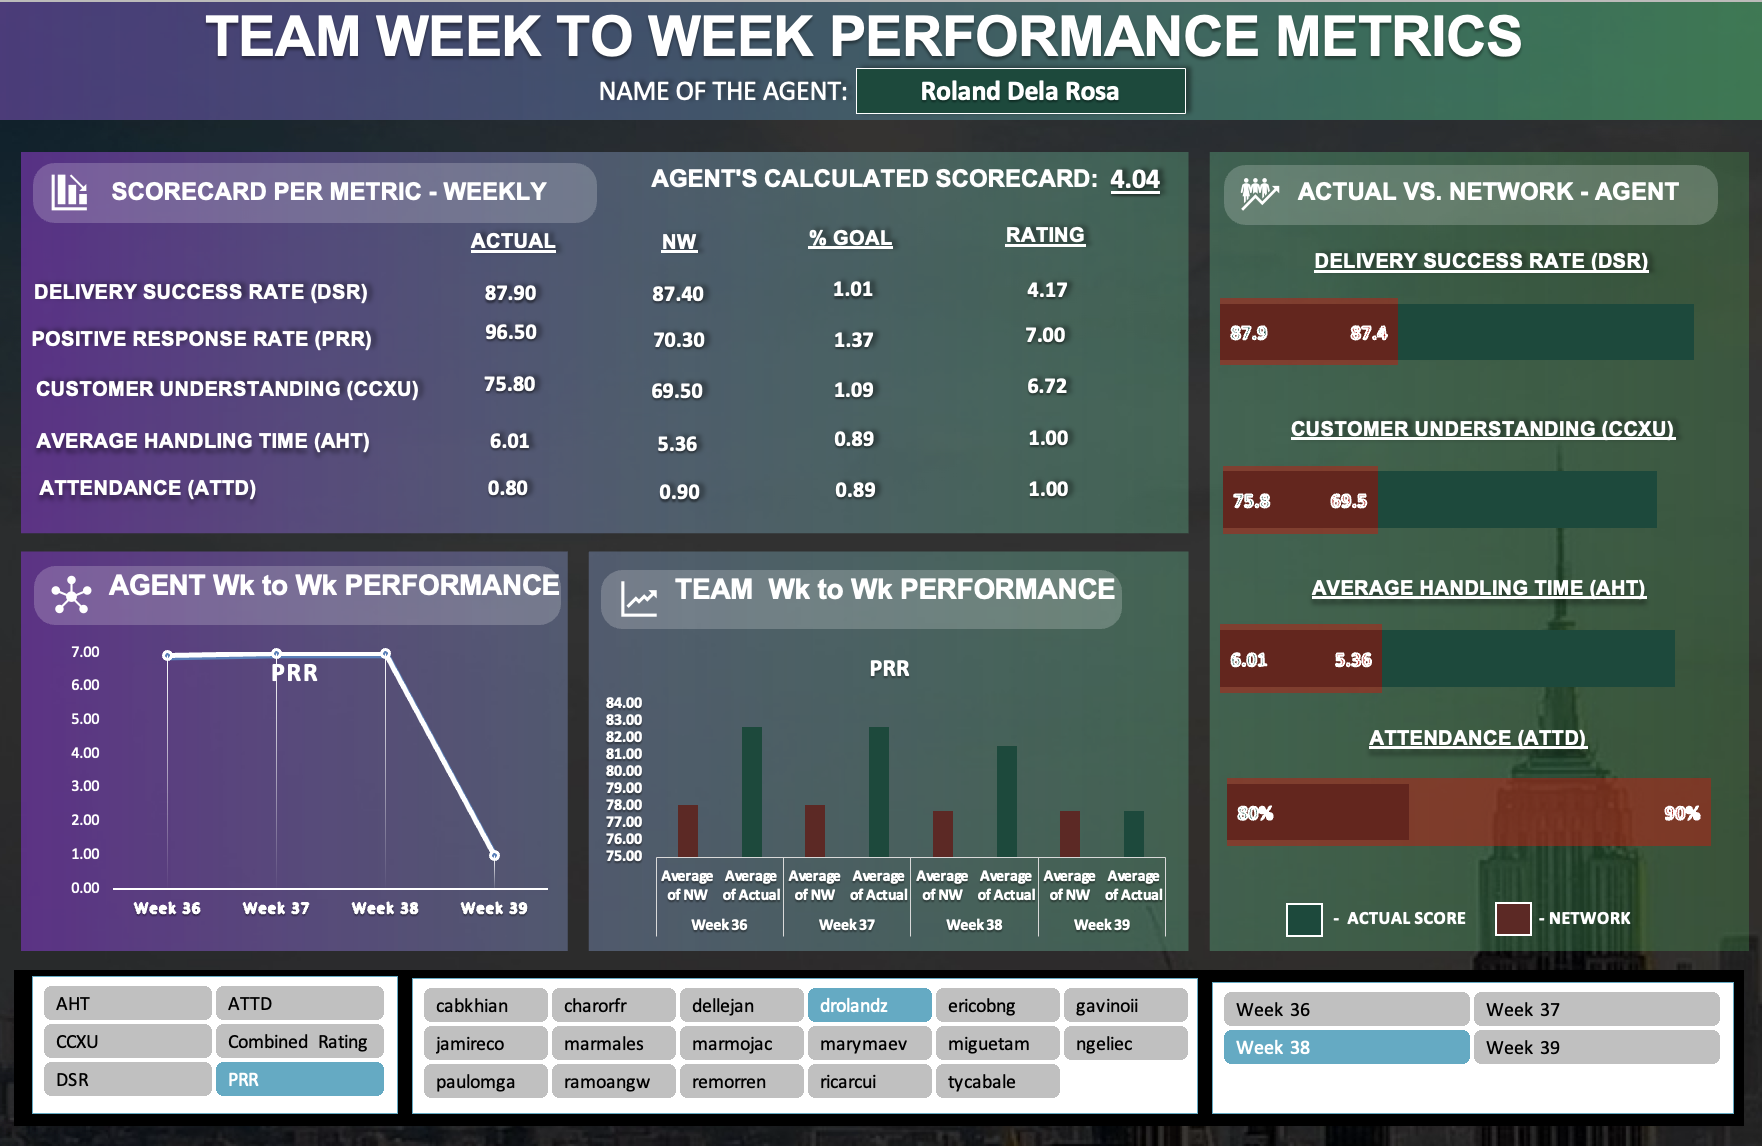 TEAM WEEK TO WEEK PERFORMANCE METRICS
NAME OF THE AGENT: Roland Dela Rosa
SCORECARD PER METRIC - WEEKLY
AGENT'S CALCULATED SCORECARD: 4.04
ACTUAL NW % GOAL RATING
DELIVERY SUCCESS RATE (DSR) 87.90 87.40 1.01 4.17
POSITIVE RESPONSE RATE (PRR) 96.50 70.30 1.37 7.00
CUSTOMER UNDERSTANDING (CCXU) 75.80 69.50 1.09 6.72
AVERAGE HANDLING TIME (AHT) 6.01 5.36 0.89 1.00
ATTENDANCE (ATTD) 0.80 0.90 0.89 1.00
ACTUAL VS. NETWORK - AGENT
DELIVERY SUCCESS RATE (DSR)
87.9 87.4
CUSTOMER UNDERSTANDING (CCXU)
75.8 69.5
AVERAGE HANDLING TIME (AHT)
6.01 5.36
ATTENDANCE (ATTD)
80% 90%
- ACTUAL SCORE - NETWORK
AGENT Wk to Wk PERFORMANCE
PRR
7.00
6.00
5.00
4.00
3.00
2.00
1.00
0.00
Week 36 Week 37 Week 38 Week 39
TEAM Wk to Wk PERFORMANCE
PRR
84.00
83.00
82.00
81.00
80.00
79.00
78.00
77.00
76.00
75.00
Average Average Average Average Average Average Average Average
of NW of Actual of NW of Actual of NW of Actual of NW of Actual
Week 36 Week 37 Week 38 Week 39
AHT ATTD
CCXU Combined Rating
DSR PRR
cabkhian charorfr dellejan drolandz ericobng gavinoii
jamireco marmales marmojac marymaev miguetam ngeliec
paulomga ramoangw remorren ricarcui tycabale
Week 36 Week 37
Week 38 Week 39